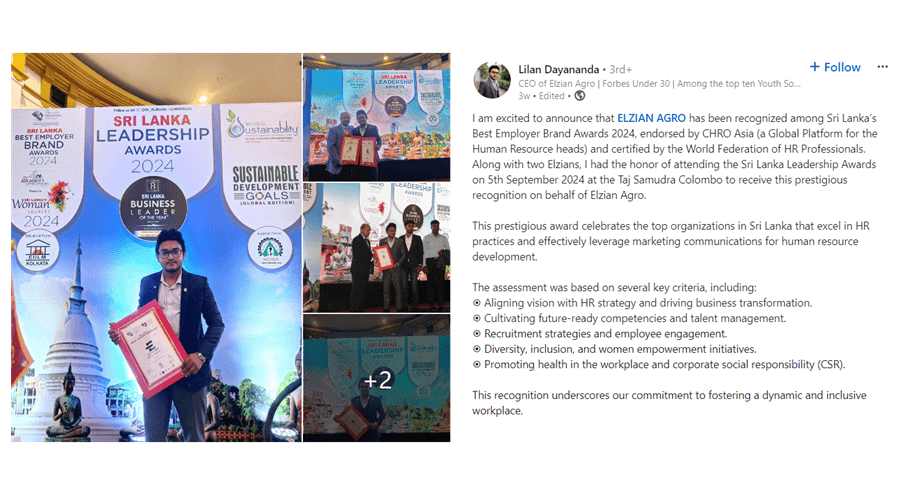 SRI LANKA
BEST EMPLOYER
BRAND
AWARDS
2024
Woman
2024
KOLKATA
SRI LANKA
LEADERSHIP
AWARDS
2024
SRI LANKA
BUSINESS
LEADER
OF THE YEAR
Sustainability
SUSTAINABLE
DEVELOPMENT
GOALS
(GLOBAL EDITION)
SRI LANKA
LEADERSHIP
AWARDS
+2
Lilan Dayananda • 3rd+
CEO of Elzian Agro | Forbes Under 30 | Among the top ten Youth So...
3w • Edited •
+ Follow
...
I am excited to announce that ELZIAN AGRO has been recognized among Sri Lanka's
Best Employer Brand Awards 2024, endorsed by CHRO Asia (a Global Platform for the
Human Resource heads) and certified by the World Federation of HR Professionals.
Along with two Elzians, I had the honor of attending the Sri Lanka Leadership Awards
on 5th September 2024 at the Taj Samudra Colombo to receive this prestigious
recognition on behalf of Elzian Agro.
This prestigious award celebrates the top organizations in Sri Lanka that excel in HR
practices and effectively leverage marketing communications for human resource
development.
The assessment was based on several key criteria, including:
⦿ Aligning vision with HR strategy and driving business transformation.
⦿ Cultivating future-ready competencies and talent management.
⦿ Recruitment strategies and employee engagement.
⦿ Diversity, inclusion, and women empowerment initiatives.
⦿ Promoting health in the workplace and corporate social responsibility (CSR).
This recognition underscores our commitment to fostering a dynamic and inclusive
workplace.